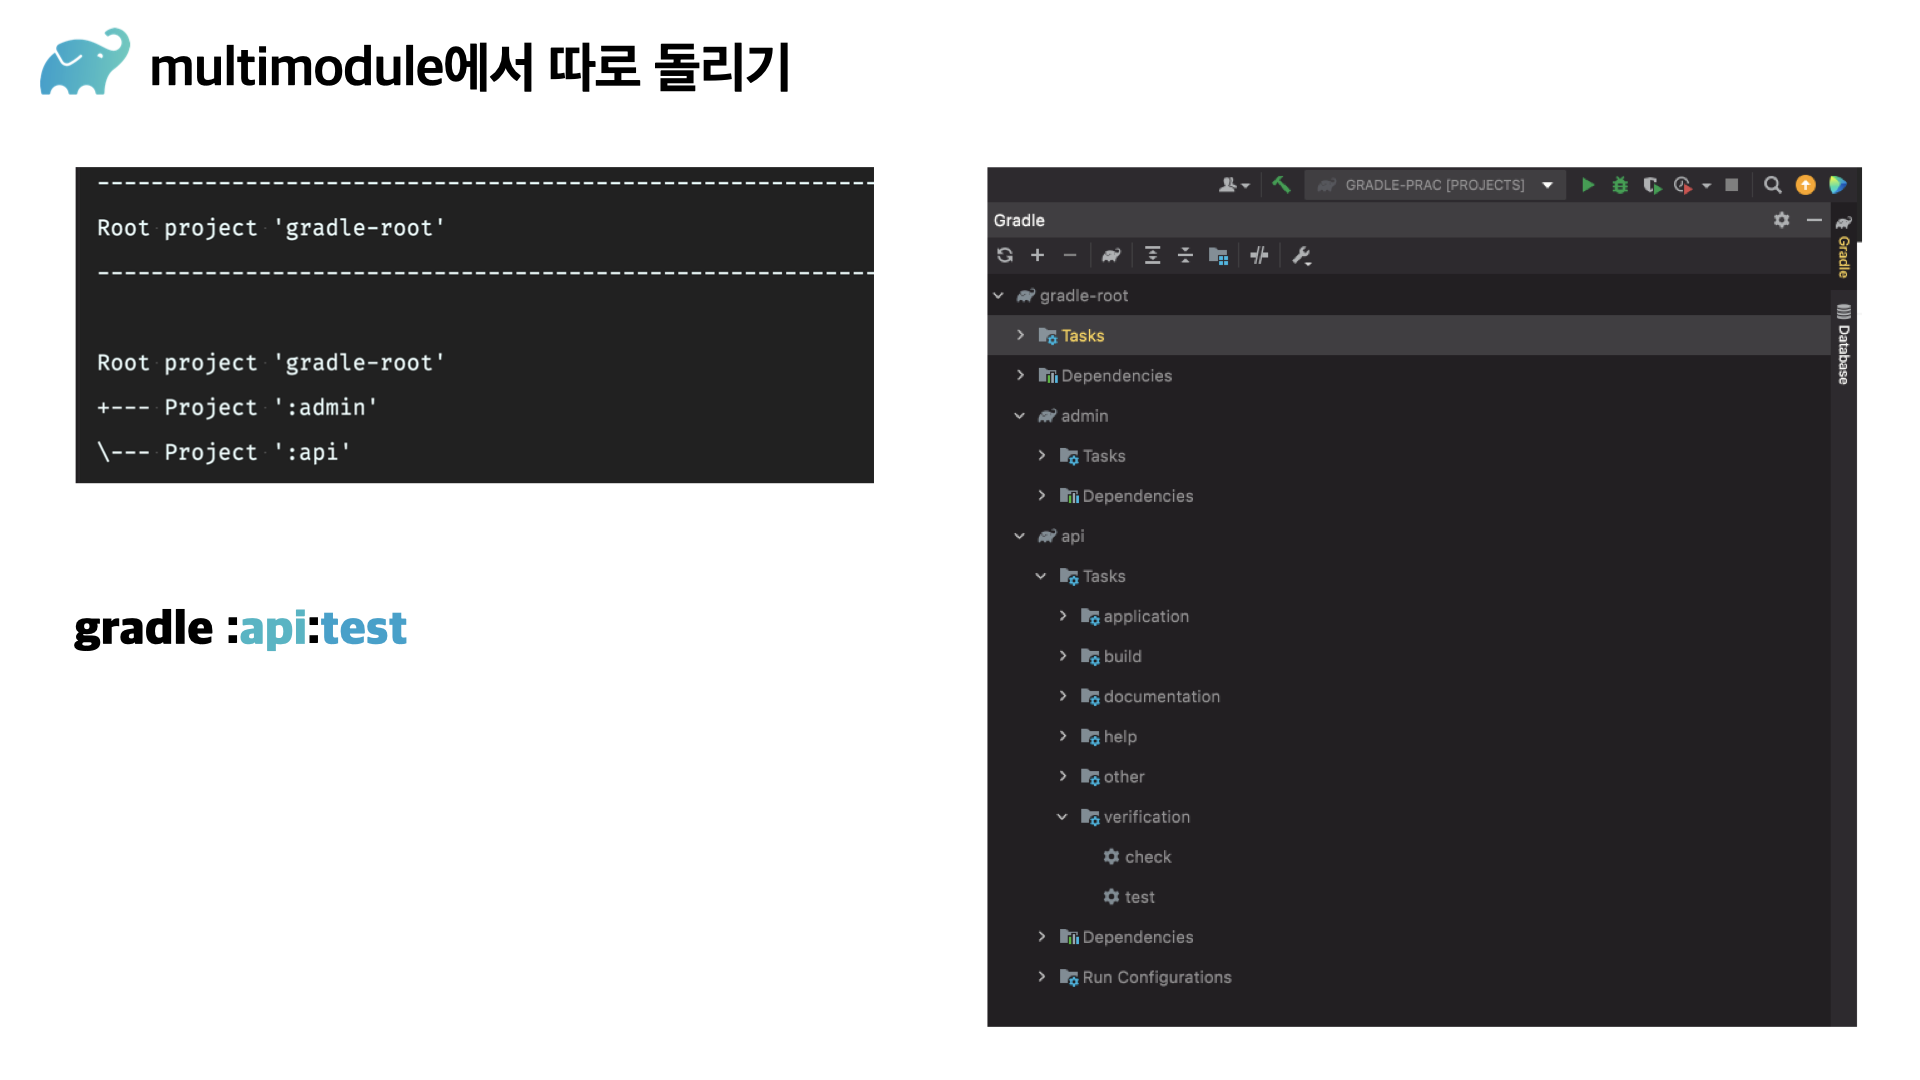 multimodule에서 따로 돌리기
------------------------------------------------------------
Root project 'gradle-root'
------------------------------------------------------------
Root project 'gradle-root'
+--- Project ':admin'
\--- Project ':api'
gradle :api:test
GRADLE-PRAC [PROJECTS]
Gradle
gradle-root
Tasks
Dependencies
admin
Tasks
Dependencies
api
Tasks
application
build
documentation
help
other
verification
check
test
Dependencies
Run Configurations
Gradle
Database